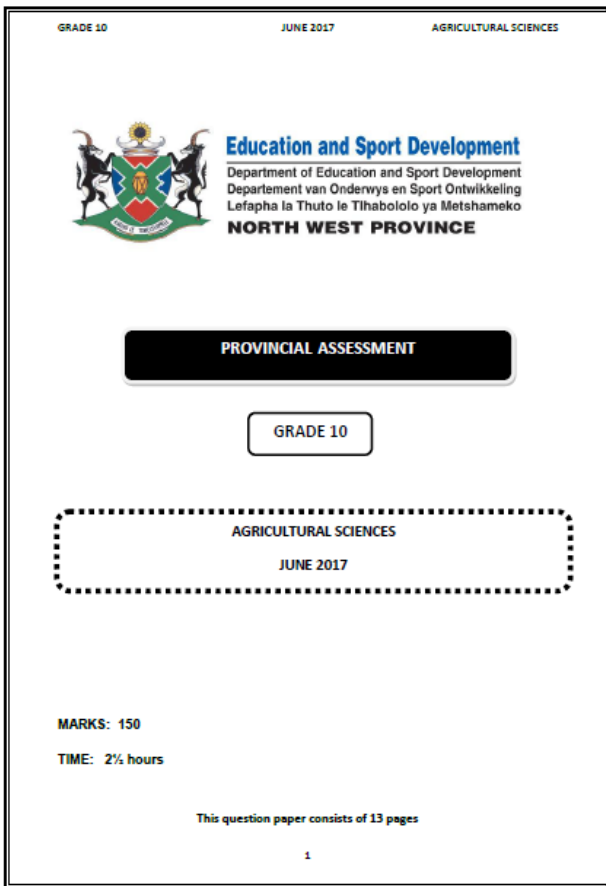 GRADE 10 JUNE 2017 AGRICULTURAL SCIENCES
Education and Sport Development
Department of Education and Sport Development
Departement van Onderwys en Sport Ontwikkeling
Lefapha la Thuto le Tlhabololo ya Metshameko
NORTH WEST PROVINCE
PROVINCIAL ASSESSMENT
GRADE 10
AGRICULTURAL SCIENCES
JUNE 2017
MARKS: 150
TIME: 2½ hours
This question paper consists of 13 pages
1